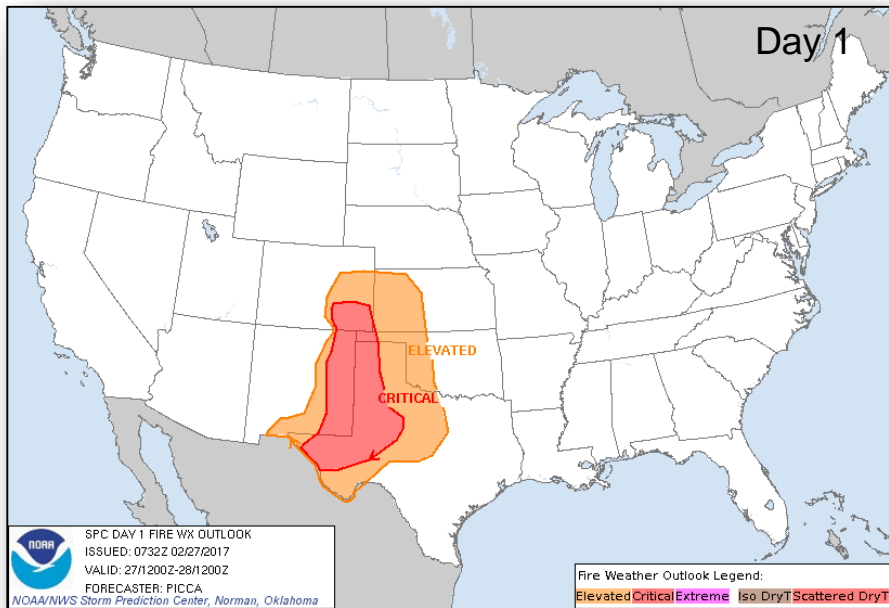 Day 1
ELEVATED
CRITICAL
SPC DAY 1 FIRE WX OUTLOOK
ISSUED: 0732Z 02/27/2017
VALID: 27/1200Z-28/1200Z
FORECASTER: PICCA
NOAA
NOAA/NWS Storm Prediction Center, Norman, Oklahoma
Fire Weather Outlook Legend:
Elevated Critical Extreme Iso DryT Scattered DryT